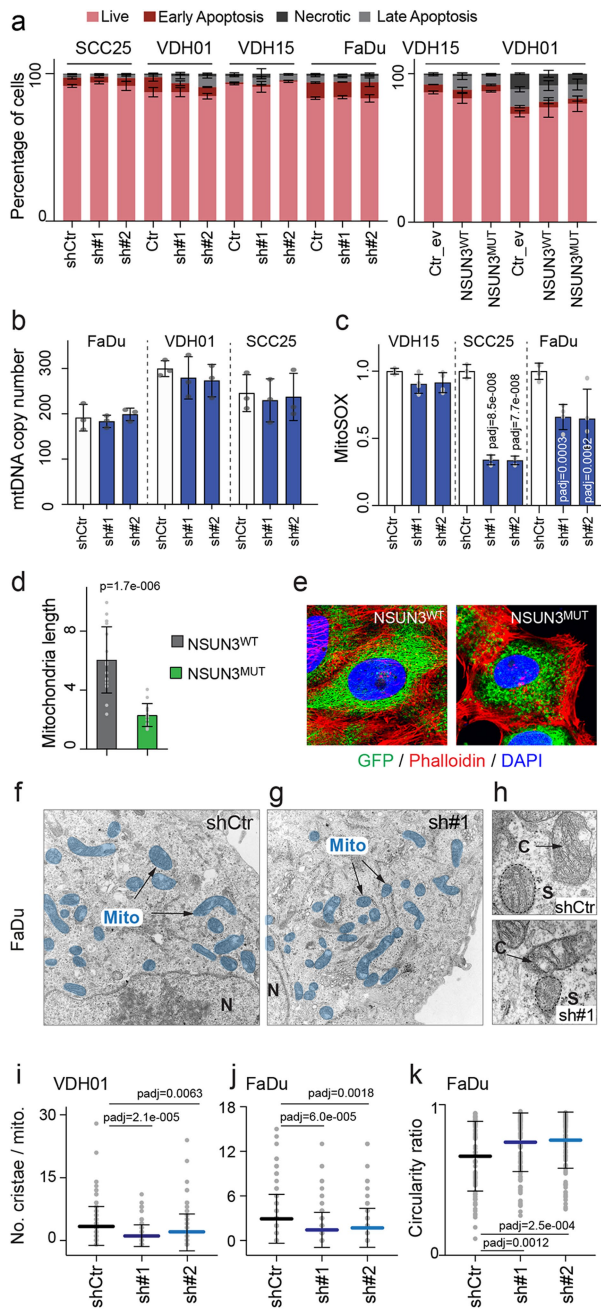 a
Live Early Apoptosis Necrotic Late Apoptosis
SCC25 VDH01 VDH15 FaDu VDH15 VDH01
Percentage of cells
100
0
100
0
shCtr sh#1 sh#2 Ctr sh#1 sh#2 Ctr sh#1 sh#2 Ctr sh#1 sh#2
Ctr_ev NSUN3WT NSUN3MUT Ctr_ev NSUN3WT NSUN3MUT
b
FaDu VDH01 SCC25
mtDNA copy number
300
200
100
0
shCtr sh#1 sh#2 shCtr sh#1 sh#2 shCtr sh#1 sh#2
c
VDH15 SCC25 FaDu
MitoSOX
1.0
0.5
0.0
padj=8.5e-008
padj=7.7e-008
padj=0.0003
padj=0.0002
shCtr sh#1 sh#2 shCtr sh#1 sh#2 shCtr sh#1 sh#2
d
p=1.7e-006
Mitochondria length
8
4
0
NSUN3WT
NSUN3MUT
e
NSUN3WT NSUN3MUT
GFP / Phalloidin / DAPI
f
shCtr
Mito
N
FaDu
g
sh#1
Mito
N
h
C
S
shCtr
C
S
sh#1
i
VDH01
padj=0.0063
padj=2.1e-005
No. cristae / mito.
30
15
0
shCtr sh#1 sh#2
j
FaDu
padj=0.0018
padj=6.0e-005
18
12
6
0
shCtr sh#1 sh#2
k
FaDu
Circularity ratio
1
0
padj=2.5e-004
padj=0.0012
shCtr sh#1 sh#2